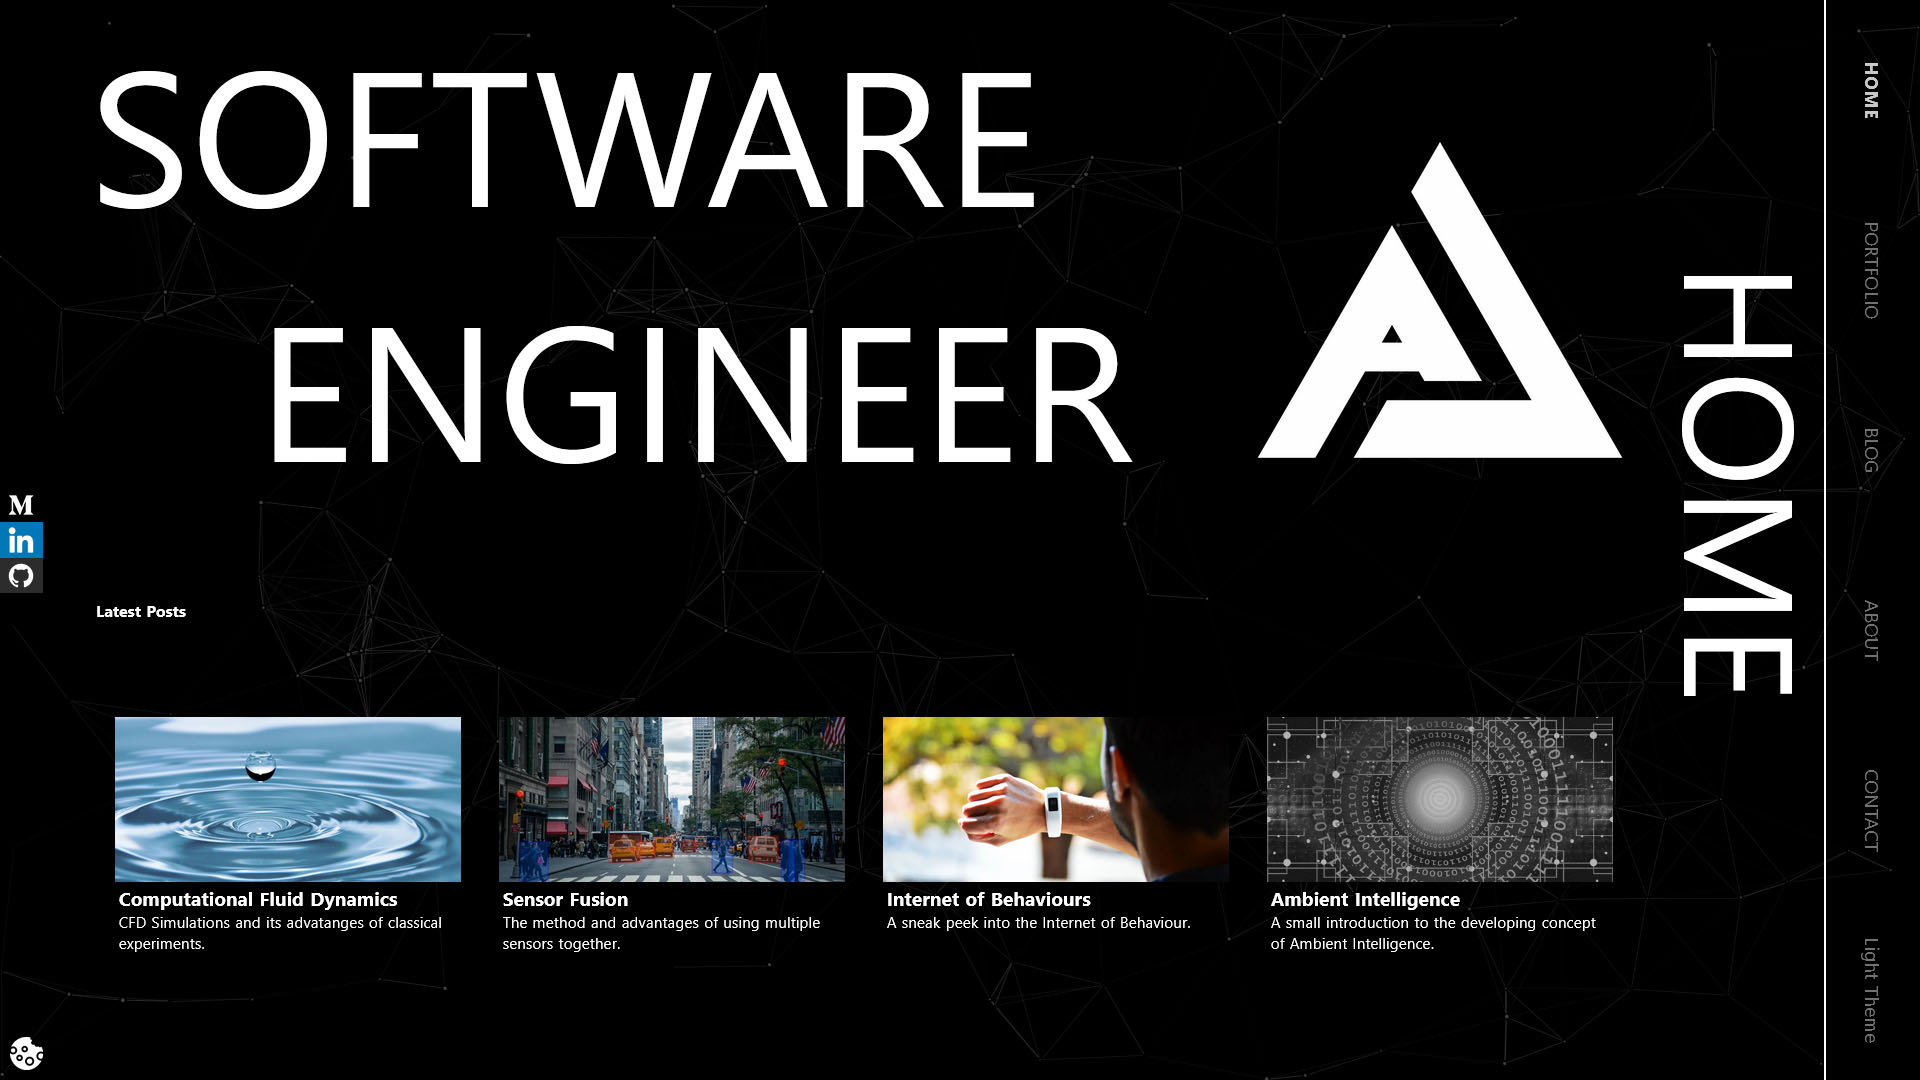 SOFTWARE
ENGINEER
HOME
M
in
Latest Posts
Computational Fluid Dynamics
CFD Simulations and its advatanges of classical
experiments.
Sensor Fusion
The method and advantages of using multiple
sensors together.
Internet of Behaviours
A sneak peek into the Internet of Behaviour.
Ambient Intelligence
A small introduction to the developing concept
of Ambient Intelligence.
HOME
PORTFOLIO
BLOG
ABOUT
CONTACT
Light Theme